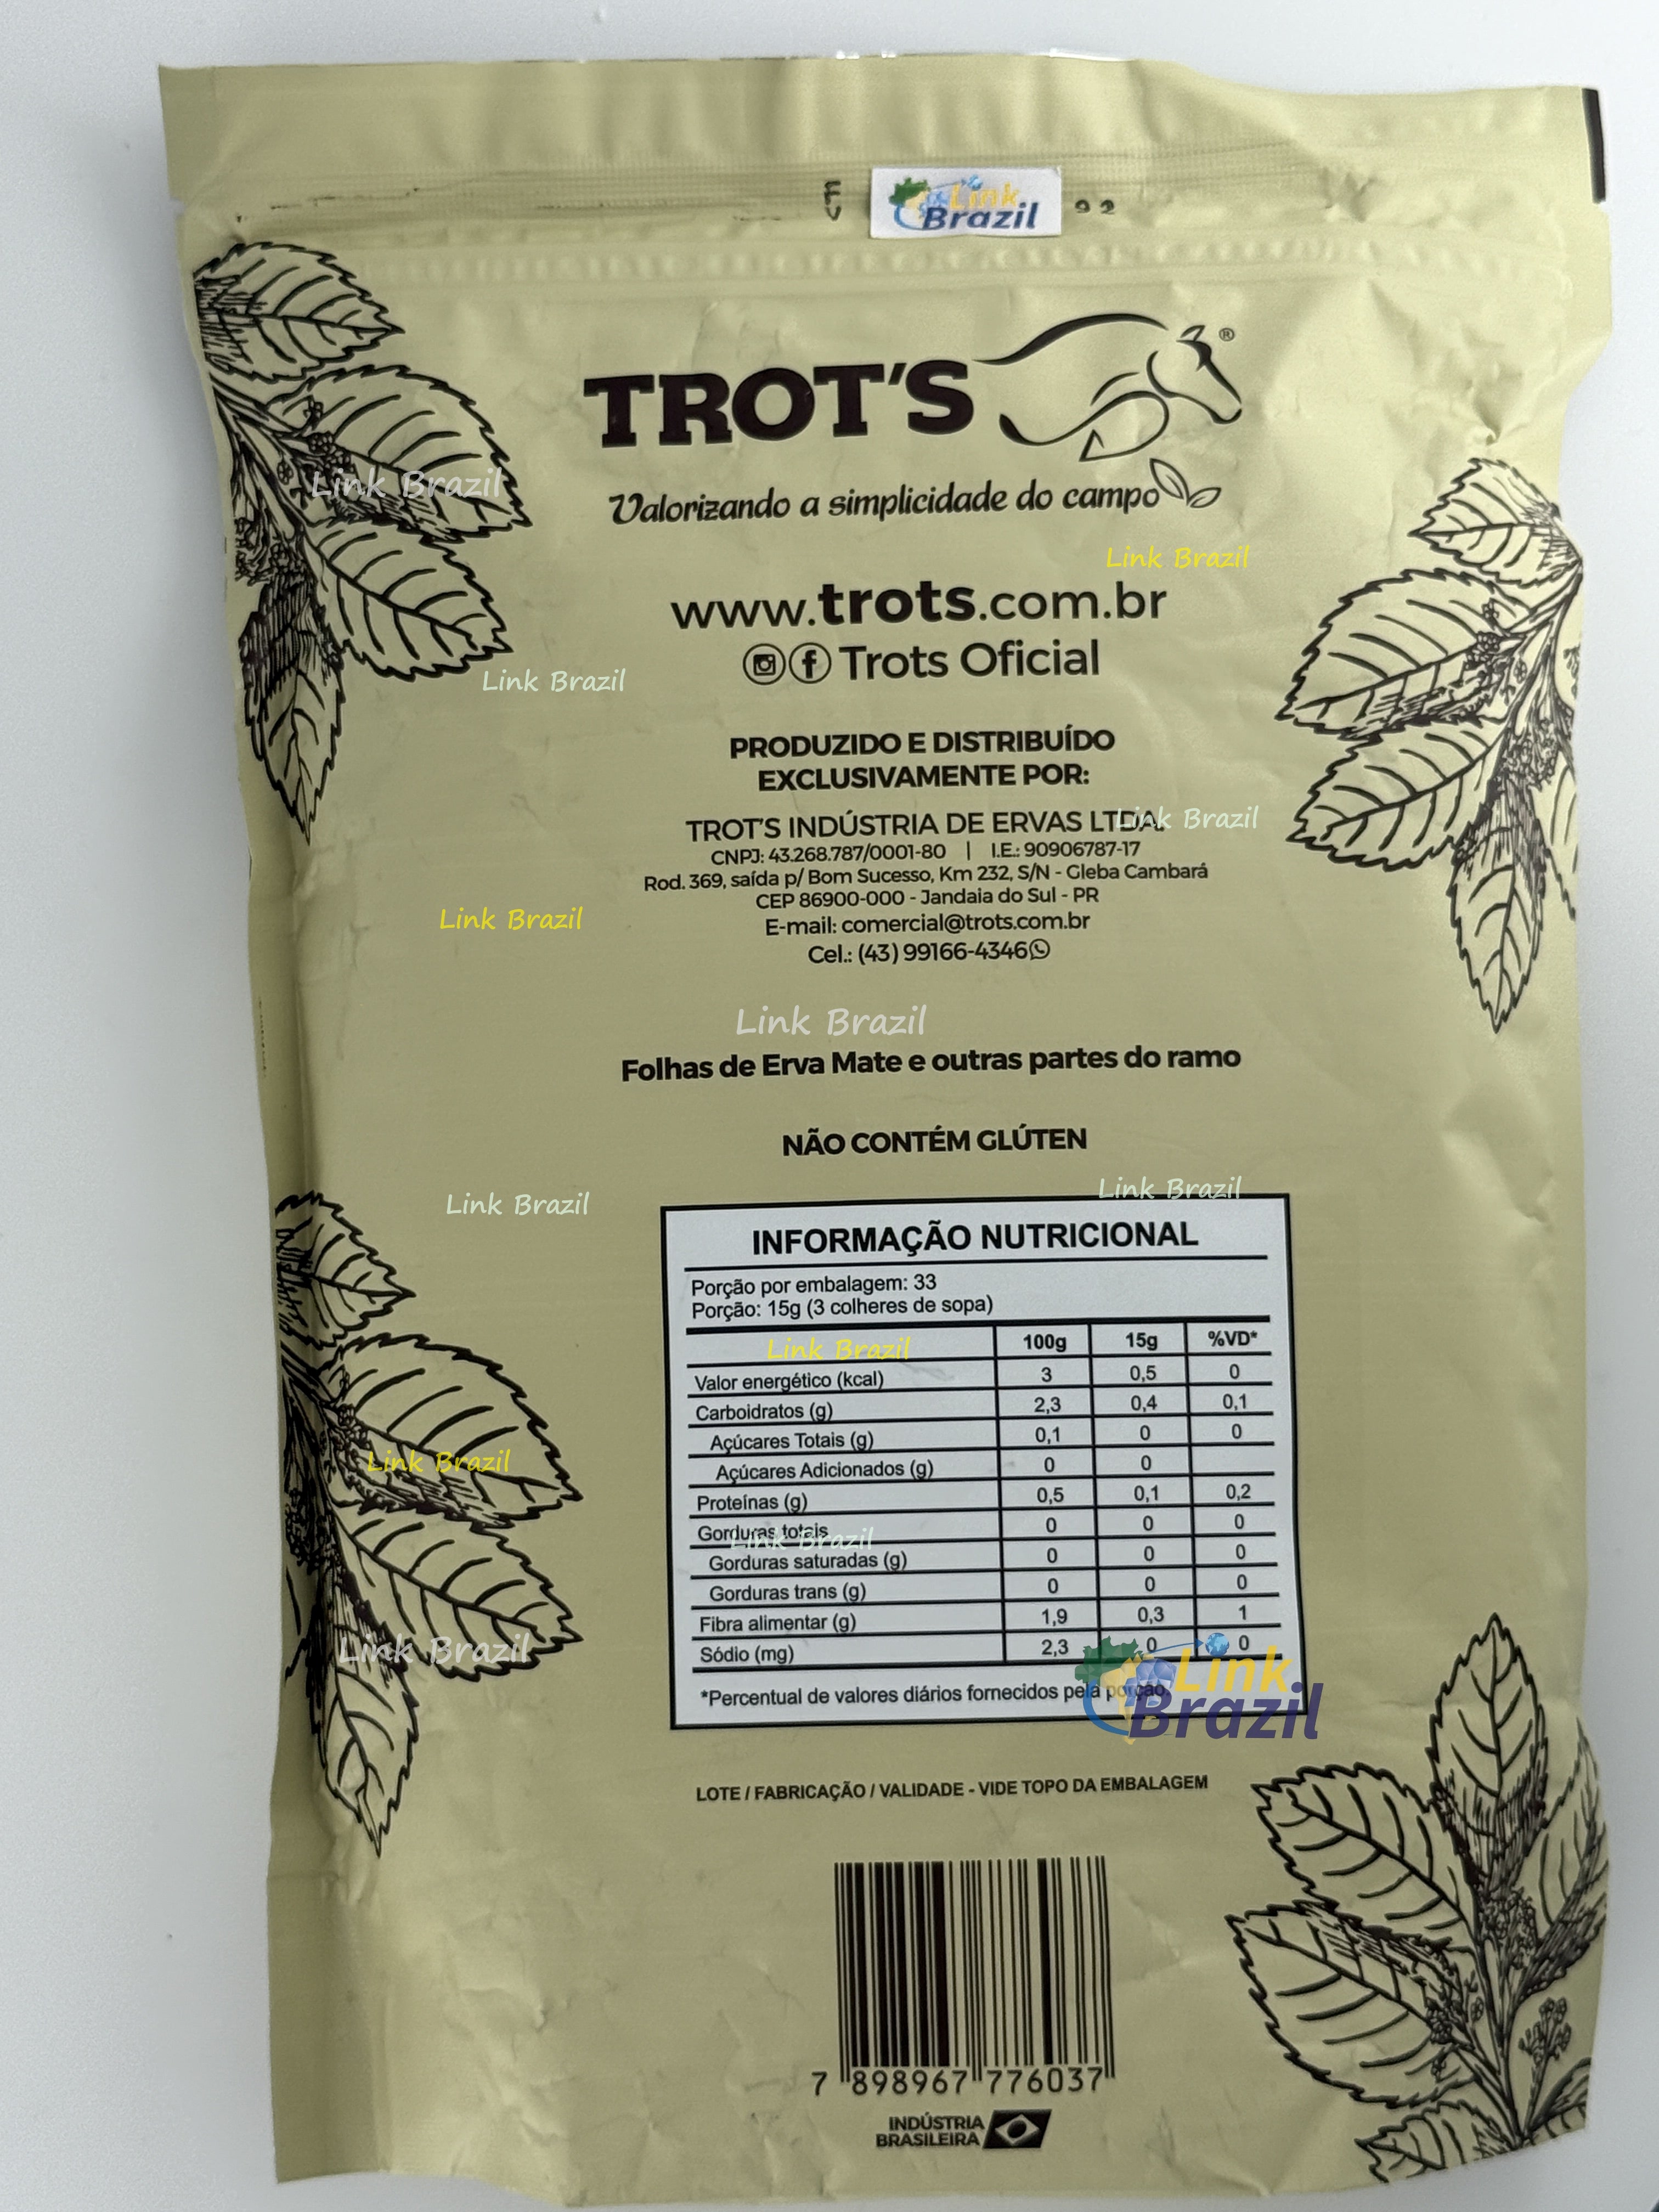 Link
Brazil
92
TROT'S®
Valorizando a simplicidade do campo
Link Brazil
Link Brazil
www.trots.com.br
Trots Oficial
Link Brazil
PRODUZIDO E DISTRIBUÍDO
EXCLUSIVAMENTE POR:
TROT'S INDÚSTRIA DE ERVAS LTDA.
Link Brazil
CNPJ: 43.268.787/0001-80 | I.E.: 90906787-17
Rod. 369, saída p/ Bom Sucesso, Km 232, S/N - Gleba Cambará
CEP 86900-000 - Jandaia do Sul - PR
Link Brazil
E-mail: comercial@trots.com.br
Cel.: (43) 99166-4346
Link Brazil
Folhas de Erva Mate e outras partes do ramo
NÃO CONTÉM GLÚTEN
Link Brazil
Link Brazil
INFORMAÇÃO NUTRICIONAL
Porção por embalagem: 33
Porção: 15g (3 colheres de sopa)
Link Brazil
100g 15g %VD*
Valor energético (kcal) 3 0,5 0
Carboidratos (g) 2,3 0,4 0,1
Açúcares Totais (g) 0,1 0 0
Link Brazil
Açúcares Adicionados (g) 0 0
Proteínas (g) 0,5 0,1 0,2
Gorduras totais 0 0 0
Link Brazil
Gorduras saturadas (g) 0 0 0
Gorduras trans (g) 0 0 0
Fibra alimentar (g) 1,9 0,3 1
Sódio (mg) 2,3 0 0
Link Brazil
*Percentual de valores diários fornecidos pela porção.
Link
Brazil
LOTE / FABRICAÇÃO / VALIDADE - VIDE TOPO DA EMBALAGEM
7 898967 776037
INDÚSTRIA
BRASILEIRA